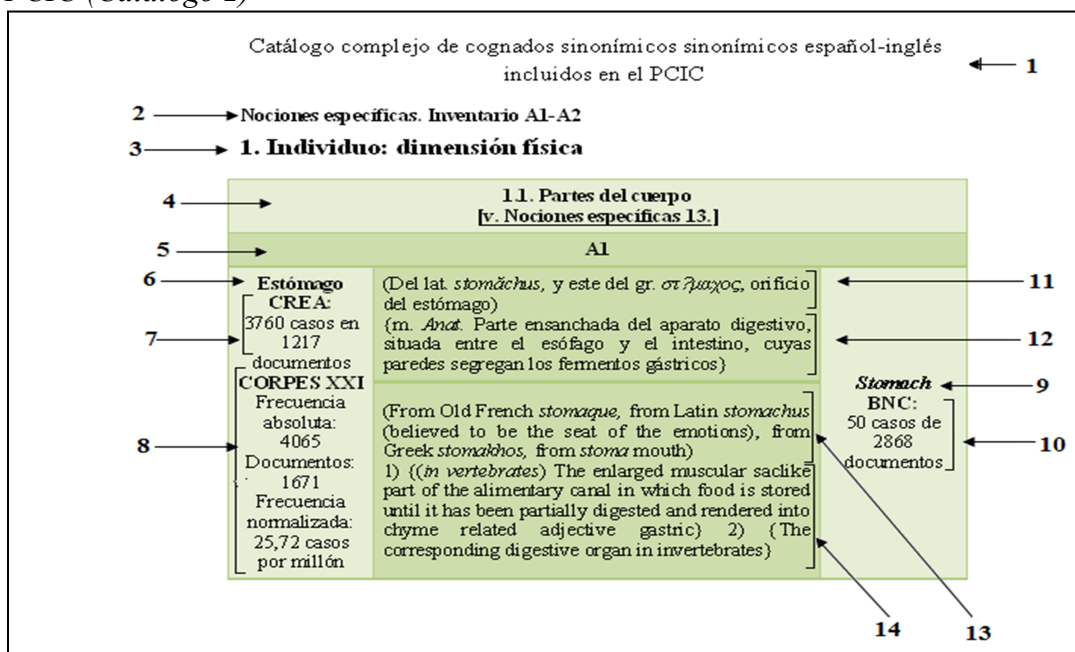 PCIC (Catálogo 2)
Catálogo complejo de cognados sinonímicos sinonímicos español-inglés
incluidos en el PCIC
1
2
Nociones específicas. Inventario A1-A2
3
1. Individuo: dimensión física
4
1.1. Partes del cuerpo
[v. Nociones específicas 13.]
5
A1
6
Estómago
CREA:
3760 casos en
1217
documentos
7
CORPES XXI
Frecuencia
absoluta:
4065
Documentos:
1671
Frecuencia
normalizada:
25,72 casos
por millón
8
(Del lat. stomăchus, y este del gr. στ?μαχος, orificio
del estómago)
11
{m. Anat. Parte ensanchada del aparato digestivo,
situada entre el esófago y el intestino, cuyas
paredes segregan los fermentos gástricos}
12
(From Old French stomaque, from Latin stomachus
(believed to be the seat of the emotions), from
Greek stomakhos, from stoma mouth)
1) {(in vertebrates) The enlarged muscular saclike
part of the alimentary canal in which food is stored
until it has been partially digested and rendered into
chyme related adjective gastric} 2) {The
corresponding digestive organ in invertebrates}
Stomach
9
BNC:
50 casos de
2868
documentos
10
14
13